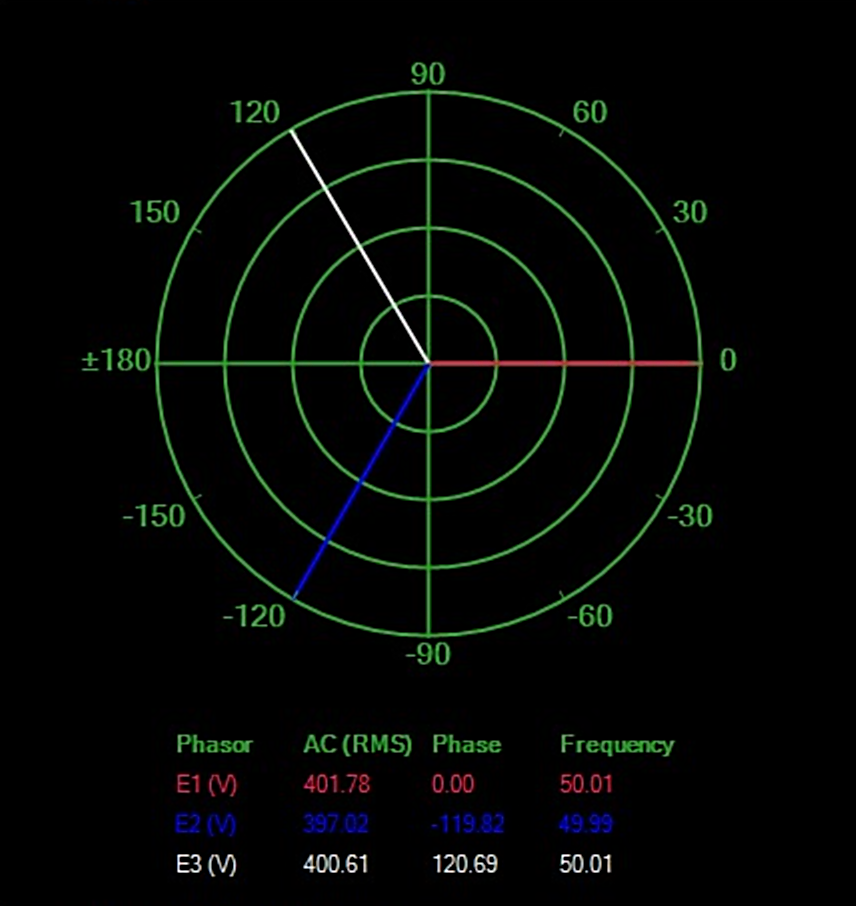 90
120 60
150 30
±180 0
-150 -30
-120 -60
-90
Phasor AC (RMS) Phase Frequency
E1 (V) 401.78 0.00 50.01
E2 (V) 397.02 -119.82 49.99
E3 (V) 400.61 120.69 50.01